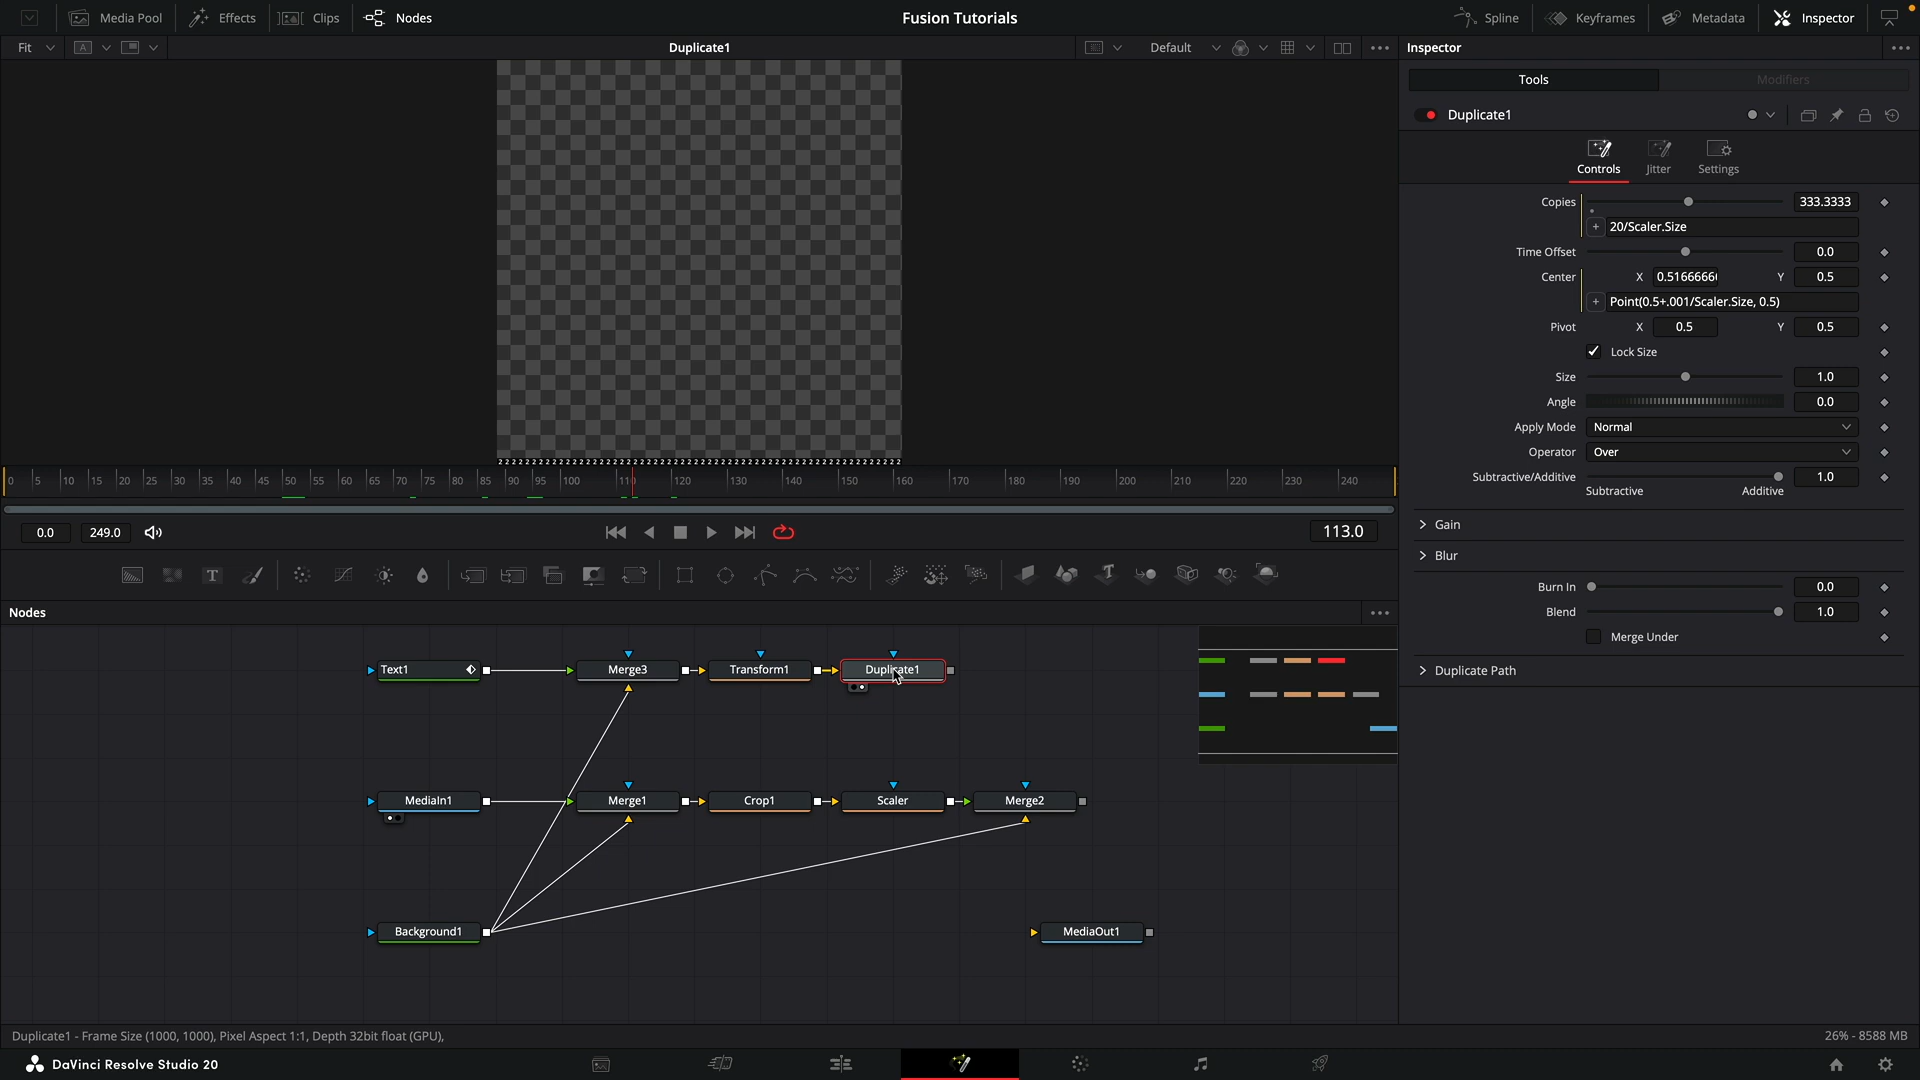 Media Pool
Effects
Clips
Nodes
Fusion Tutorials
Spline
Keyframes
Metadata
Inspector
Fit
A
Duplicate1
Default
Inspector
Tools
Modifiers
Duplicate1
Controls
Jitter
Settings
Copies
333.3333
20/Scaler.Size
Time Offset
0.0
Center X 0.5166666 Y 0.5
Point(0.5+.001/Scaler.Size, 0.5)
Pivot X 0.5 Y 0.5
Lock Size
Size 1.0
Angle 0.0
Apply Mode Normal
Operator Over
Subtractive/Additive 1.0
Subtractive Additive
Gain
Blur
Burn In 0.0
Blend 1.0
Merge Under
Duplicate Path
0 5 10 15 20 25 30 35 40 45 50 55 60 65 70 75 80 85 90 95 100 110 120 130 140 150 160 170 180 190 200 210 220 230 240
0.0 249.0 113.0
T
Nodes
Text1
Merge3
Transform1
Duplicate1
MediaIn1
Merge1
Crop1
Scaler
Merge2
Background1
MediaOut1
Duplicate1 - Frame Size (1000, 1000), Pixel Aspect 1:1, Depth 32bit float (GPU),
26% - 8588 MB
DaVinci Resolve Studio 20